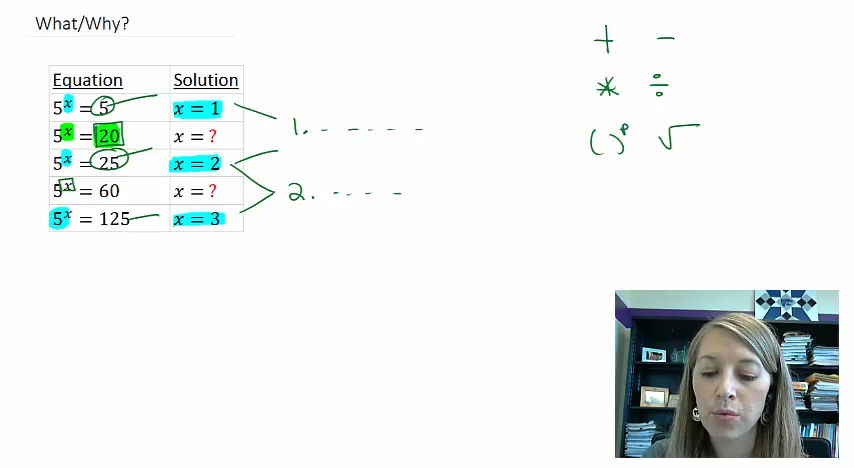 What/Why?
Equation Solution
5^x = 5 x = 1
5^x = 20 x = ?
5^x = 25 x = 2
5^x = 60 x = ?
5^x = 125 x = 3
1. - - - - -
2. - - - -
+ −
* ÷
( )^p √